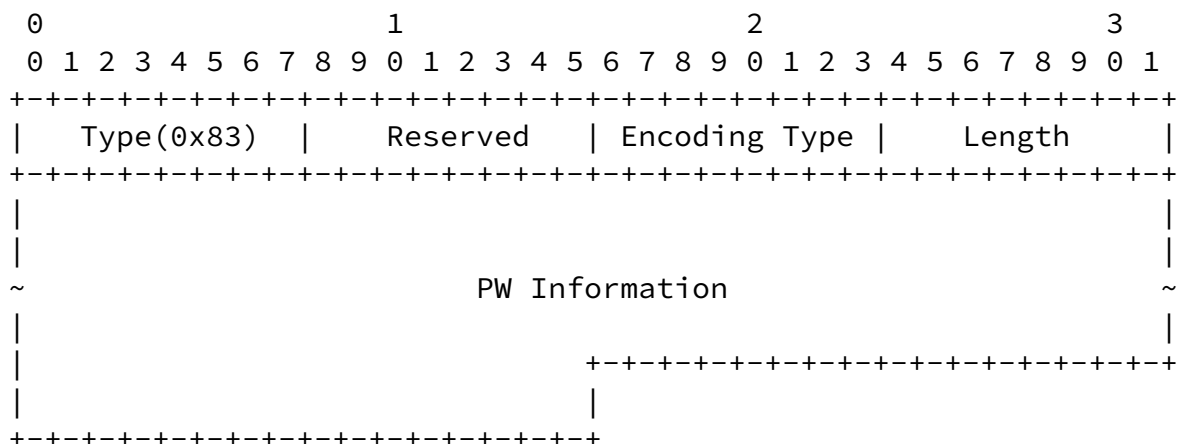 0                   1                   2                   3
 0 1 2 3 4 5 6 7 8 9 0 1 2 3 4 5 6 7 8 9 0 1 2 3 4 5 6 7 8 9 0 1
+-+-+-+-+-+-+-+-+-+-+-+-+-+-+-+-+-+-+-+-+-+-+-+-+-+-+-+-+-+-+-+-+
|   Type(0x83)  |    Reserved   | Encoding Type |    Length     |
+-+-+-+-+-+-+-+-+-+-+-+-+-+-+-+-+-+-+-+-+-+-+-+-+-+-+-+-+-+-+-+-+
|                                                               |
|                                                               |
~                         PW Information                        ~
|                                                               |
|                               +-+-+-+-+-+-+-+-+-+-+-+-+-+-+-+-+
|                               |
+-+-+-+-+-+-+-+-+-+-+-+-+-+-+-+-+